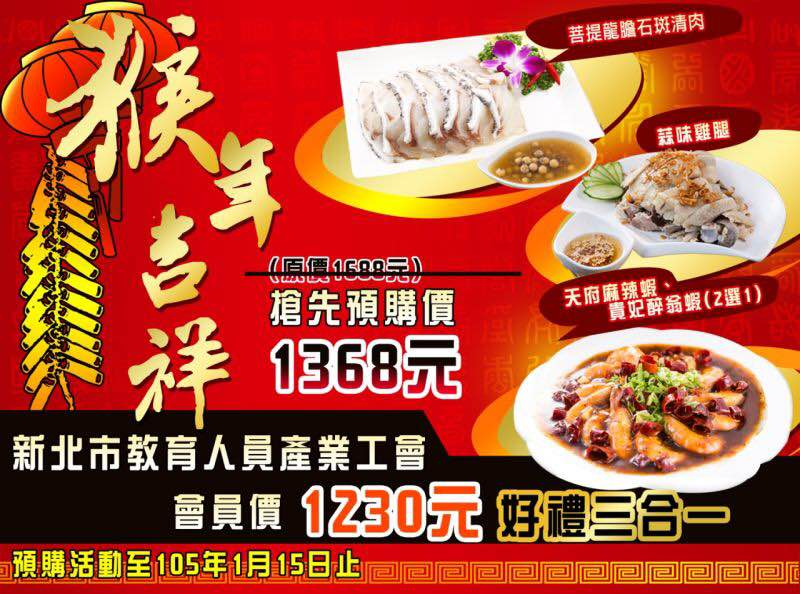 猴年吉祥
菩提龍膽石斑清肉
蒜味雞腿
(原價1688元)
搶先預購價
1368元
天府麻辣蝦、
貴妃醉翁蝦(2選1)
新北市教育人員產業工會
會員價 1230元 好禮三合一
預購活動至105年1月15日止